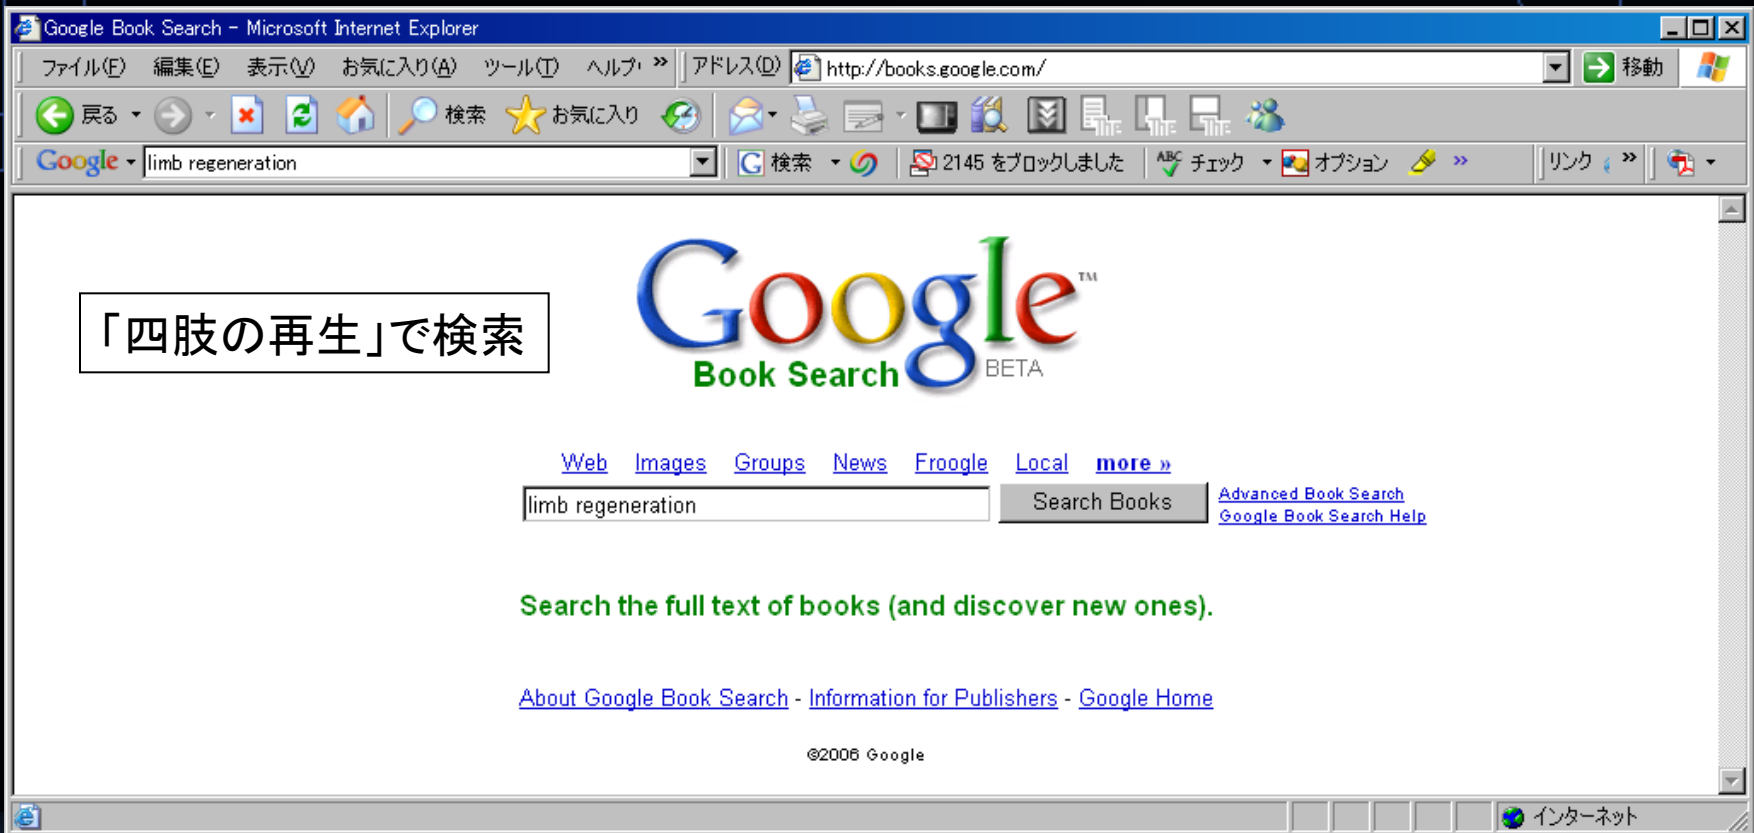 Google Book Search - Microsoft Internet Explorer
ファイル(F) 編集(E) 表示(V) お気に入り(A) ツール(T) ヘルプ » アドレス(D) http://books.google.com/ 移動
戻る 検索 お気に入り
Google limb regeneration G 検索 2145 をブロックしました ABC チェック オプション » リンク »
「四肢の再生」で検索
Google™
Book Search BETA
Web Images Groups News Froogle Local more »
limb regeneration Search Books Advanced Book Search
Google Book Search Help
Search the full text of books (and discover new ones).
About Google Book Search - Information for Publishers - Google Home
©2006 Google
インターネット